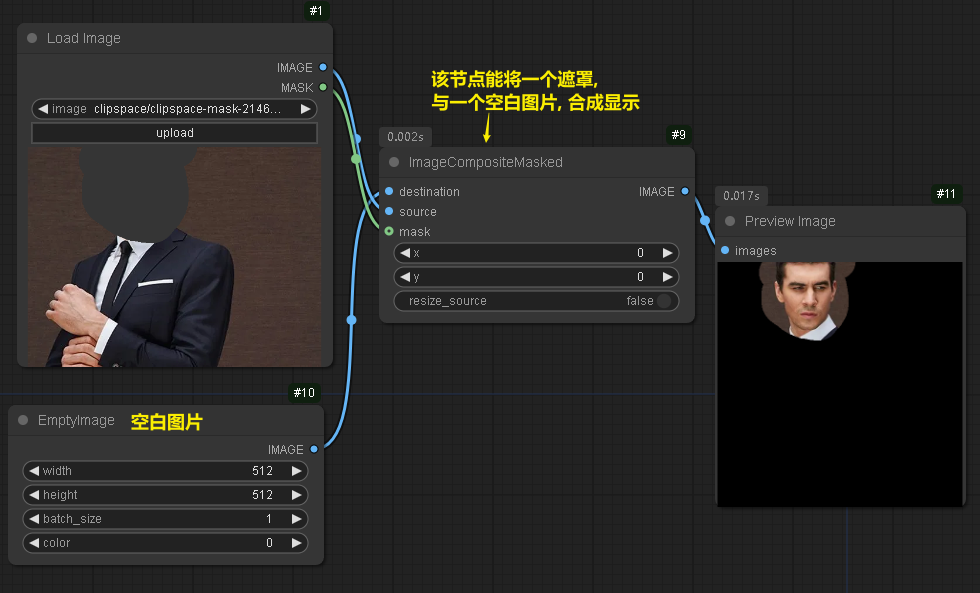 #1
Load Image
IMAGE
MASK
image clipspace/clipspace-mask-2146...
upload
该节点能将一个遮罩,
与一个空白图片, 合成显示
0.002s
#9
ImageCompositeMasked
destination IMAGE
source
mask
x 0
y 0
resize_source false
0.017s
#11
Preview Image
images
#10
EmptyImage 空白图片
IMAGE
width 512
height 512
batch_size 1
color 0